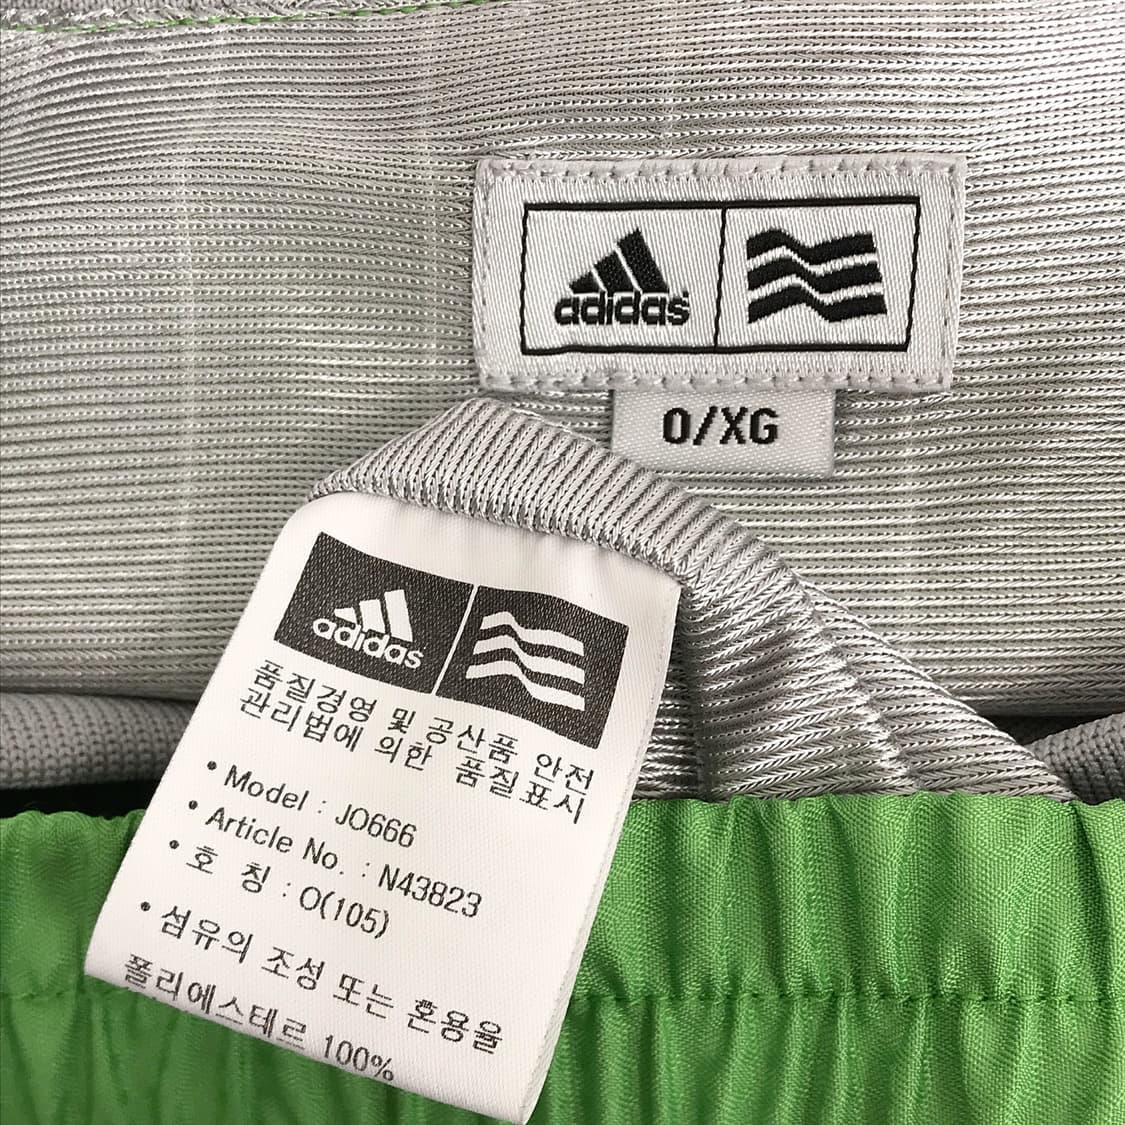 adidas
O/XG
adidas
품질경영 및 공산품 안전
관리법에 의한 품질표시
• Model : JO666
• Article No. : N43823
• 호 칭 : O(105)
• 섬유의 조성 또는 혼용율
폴리에스테르 100%